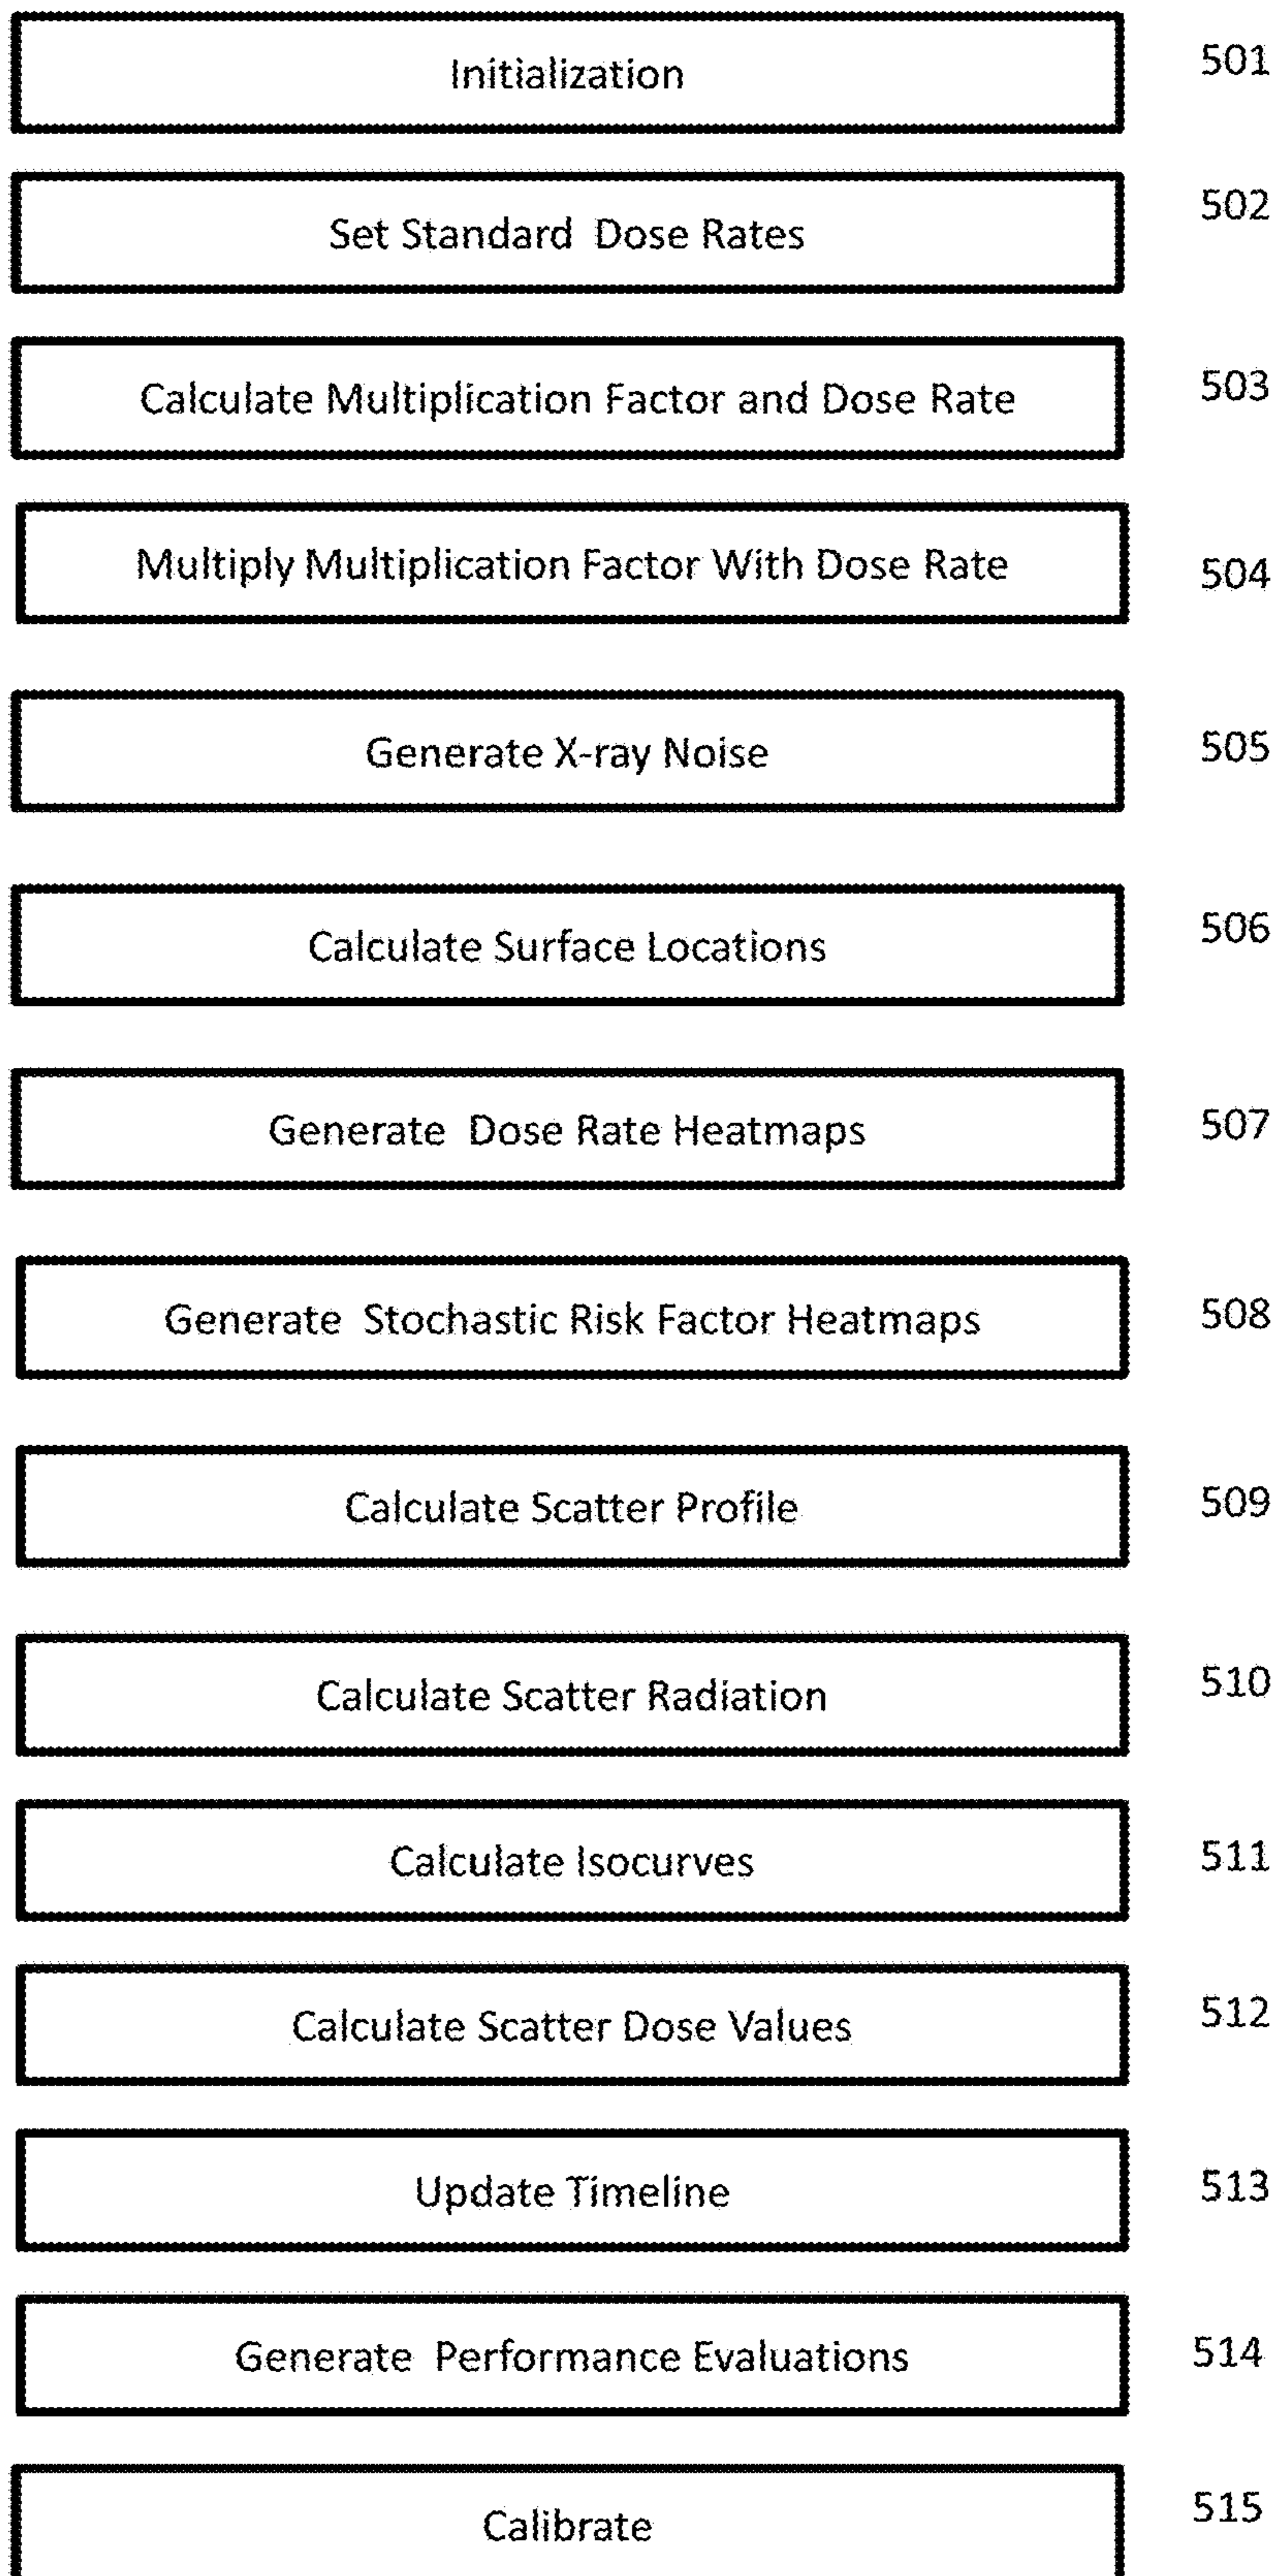 Initialization 501
Set Standard Dose Rates 502
Calculate Multiplication Factor and Dose Rate 503
Multiply Multiplication Factor With Dose Rate 504
Generate X-ray Noise 505
Calculate Surface Locations 506
Generate Dose Rate Heatmaps 507
Generate Stochastic Risk Factor Heatmaps 508
Calculate Scatter Profile 509
Calculate Scatter Radiation 510
Calculate Isocurves 511
Calculate Scatter Dose Values 512
Update Timeline 513
Generate Performance Evaluations 514
Calibrate 515